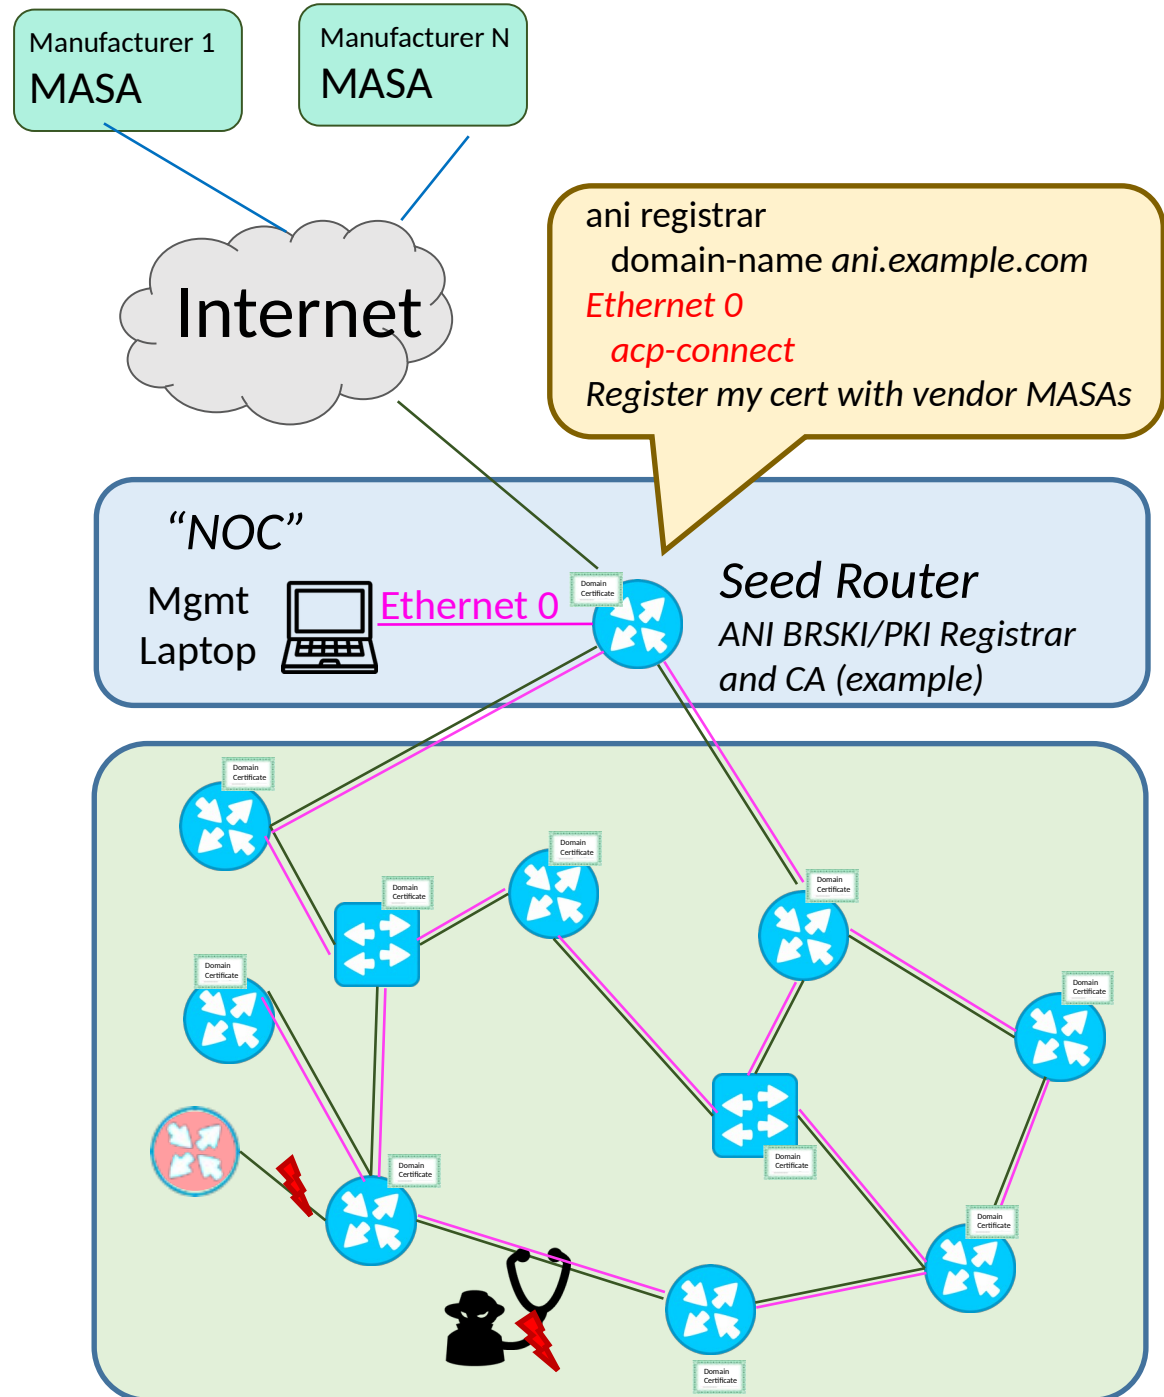 Manufacturer 1
MASA
Manufacturer N
MASA
ani registrar
domain-name ani.example.com
Ethernet 0
acp-connect
Register my cert with vendor MASAs
Internet
“NOC”
Mgmt
Laptop
Ethernet 0
Domain
Certificate
Seed Router
ANI BRSKI/PKI Registrar
and CA (example)
Domain
Certificate
Domain
Certificate
Domain
Certificate
Domain
Certificate
Domain
Certificate
Domain
Certificate
Domain
Certificate
Domain
Certificate
Domain
Certificate
Domain
Certificate